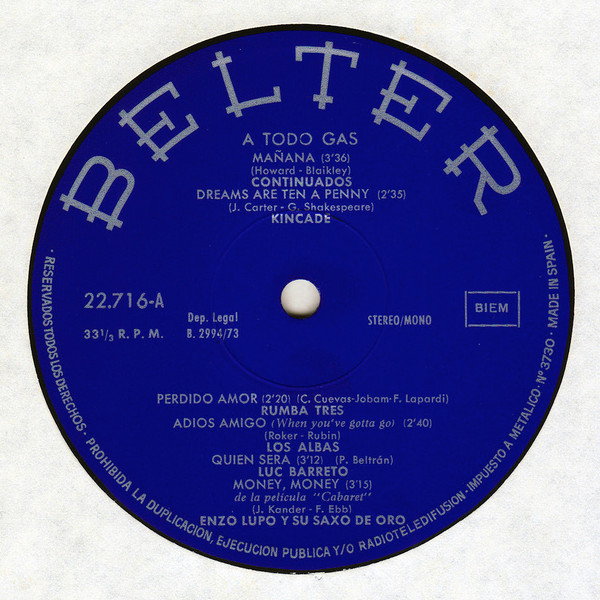 BELTER
A TODO GAS
MAÑANA (3'36)
(Howard - Blaikley)
CONTINUADOS
DREAMS ARE TEN A PENNY (2'35)
(J. Carter - G. Shakespeare)
KINCADE
22.716-A
33 1/3 R. P. M.
Dep. Legal
B. 2994/73
STEREO/MONO
BIEM
PERDIDO AMOR (2'20) (C. Cuevas-Jobam-F. Lapardi)
RUMBA TRES
ADIOS AMIGO (When you've gotta go) (2'40)
(Roker - Rubin)
LOS ALBAS
QUIEN SERA (3'12) (P. Beltrán)
LUC BARRETO
MONEY, MONEY (3'15)
de la película "Cabaret"
(J. Kander - F. Ebb)
ENZO LUPO Y SU SAXO DE ORO
· RESERVADOS TODOS LOS DERECHOS · PROHIBIDA LA DUPLICACION, EJECUCION PUBLICA Y/O RADIOTELEDIFUSION · IMPUESTO A METALICO · Nº 3730 · MADE IN SPAIN ·